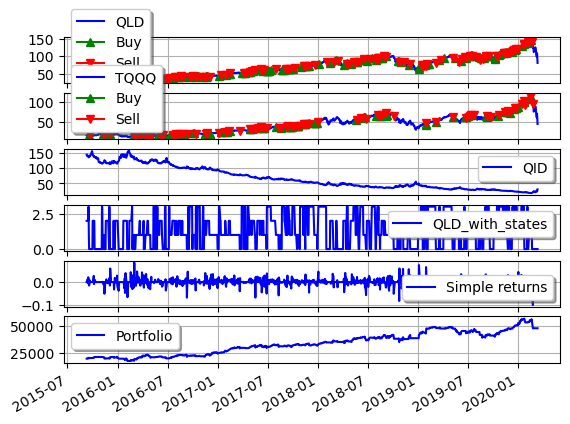 QLD
Buy
Sell
150
100
50
TQQQ
Buy
Sell
100
50
150
100
50
QID
2.5
0.0
QLD_with_states
0.0
−0.1
Simple returns
50000
25000
Portfolio
2015-07
2016-01
2016-07
2017-01
2017-07
2018-01
2018-07
2019-01
2019-07
2020-01